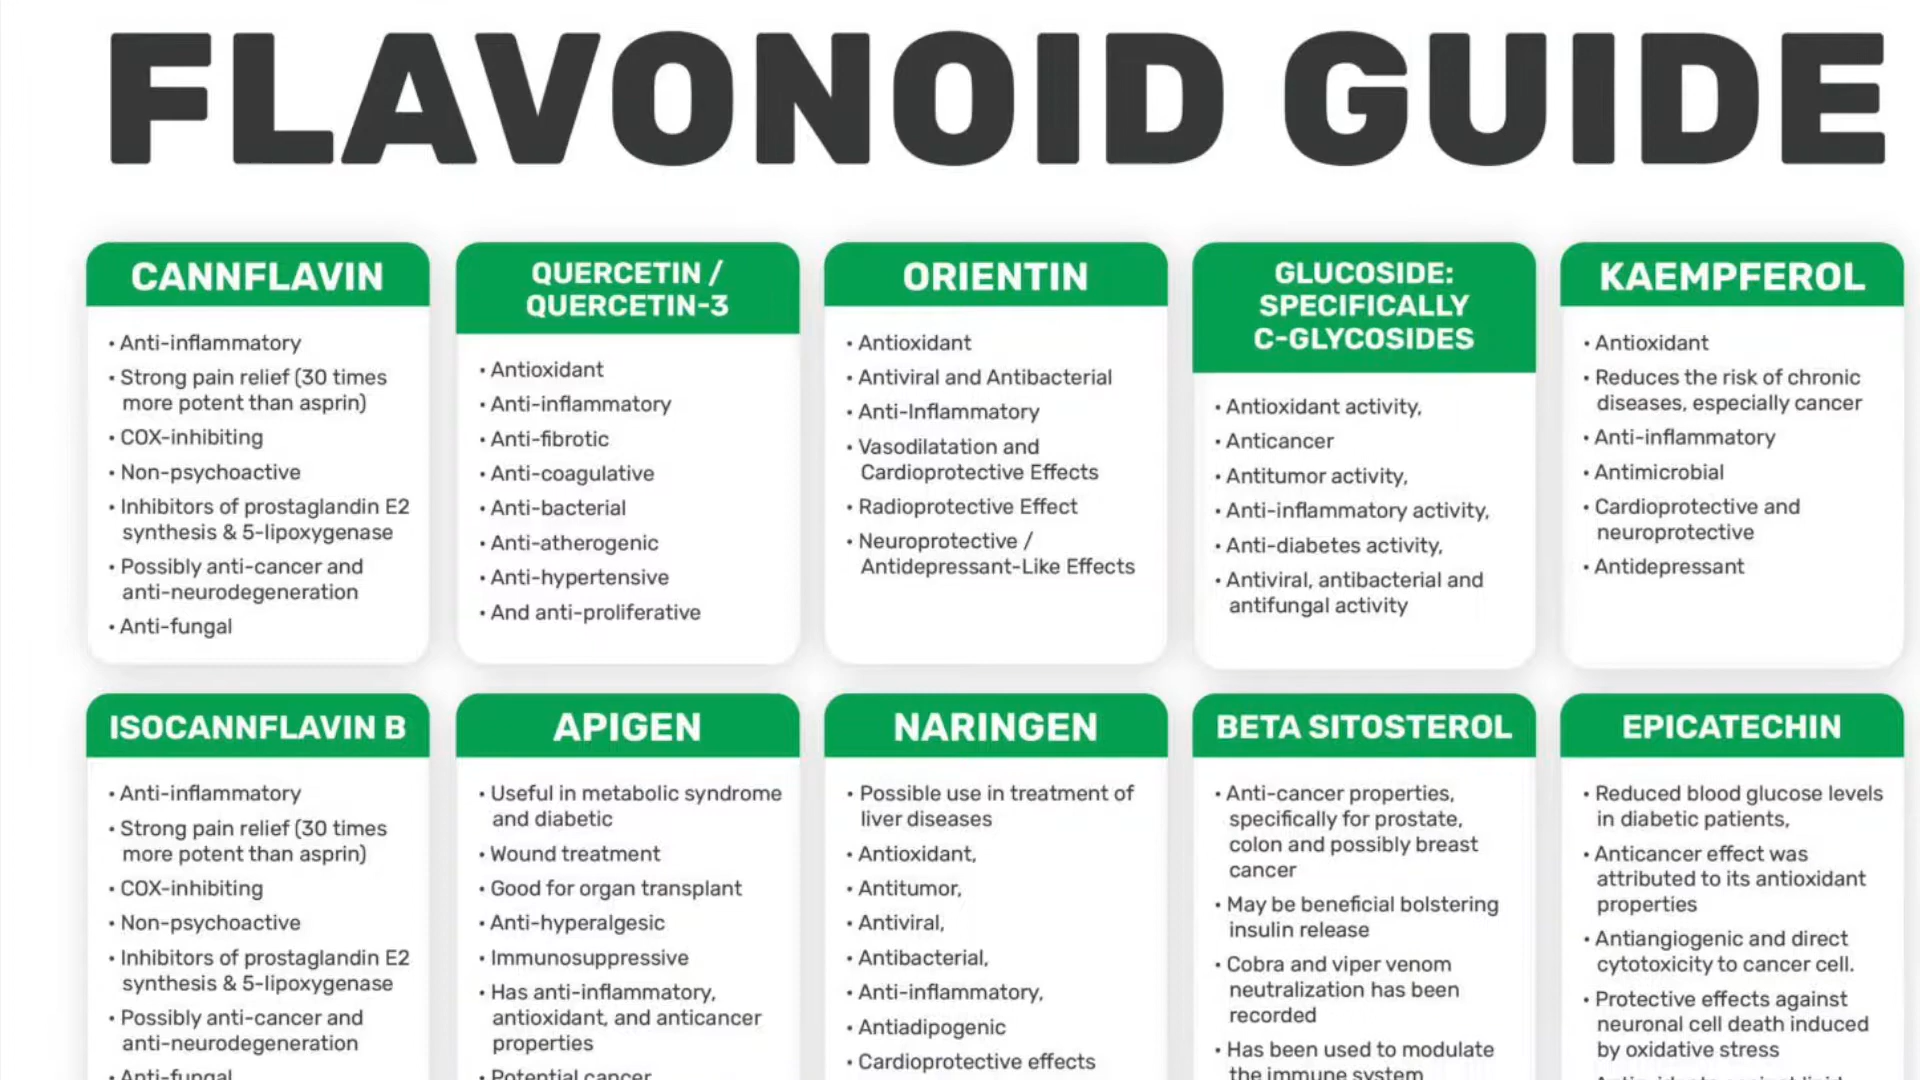 FLAVONOID GUIDE
CANNFLAVIN
• Anti-inflammatory
• Strong pain relief (30 times
more potent than asprin)
• COX-inhibiting
• Non-psychoactive
• Inhibitors of prostaglandin E2
synthesis & 5-lipoxygenase
• Possibly anti-cancer and
anti-neurodegeneration
• Anti-fungal
QUERCETIN /
QUERCETIN-3
• Antioxidant
• Anti-inflammatory
• Anti-fibrotic
• Anti-coagulative
• Anti-bacterial
• Anti-atherogenic
• Anti-hypertensive
• And anti-proliferative
ORIENTIN
• Antioxidant
• Antiviral and Antibacterial
• Anti-Inflammatory
• Vasodilatation and
Cardioprotective Effects
• Radioprotective Effect
• Neuroprotective /
Antidepressant-Like Effects
GLUCOSIDE:
SPECIFICALLY
C-GLYCOSIDES
• Antioxidant activity,
• Anticancer
• Antitumor activity,
• Anti-inflammatory activity,
• Anti-diabetes activity,
• Antiviral, antibacterial and
antifungal activity
KAEMPFEROL
• Antioxidant
• Reduces the risk of chronic
diseases, especially cancer
• Anti-inflammatory
• Antimicrobial
• Cardioprotective and
neuroprotective
• Antidepressant
ISOCANNFLAVIN B
• Anti-inflammatory
• Strong pain relief (30 times
more potent than asprin)
• COX-inhibiting
• Non-psychoactive
• Inhibitors of prostaglandin E2
synthesis & 5-lipoxygenase
• Possibly anti-cancer and
anti-neurodegeneration
• Anti-fungal
APIGEN
• Useful in metabolic syndrome
and diabetic
• Wound treatment
• Good for organ transplant
• Anti-hyperalgesic
• Immunosuppressive
• Has anti-inflammatory,
antioxidant, and anticancer
properties
• Potential cancer
NARINGEN
• Possible use in treatment of
liver diseases
• Antioxidant,
• Antitumor,
• Antiviral,
• Antibacterial,
• Anti-inflammatory,
• Antiadipogenic
• Cardioprotective effects
BETA SITOSTEROL
• Anti-cancer properties,
specifically for prostate,
colon and possibly breast
cancer
• May be beneficial bolstering
insulin release
• Cobra and viper venom
neutralization has been
recorded
• Has been used to modulate
the immune system
EPICATECHIN
• Reduced blood glucose levels
in diabetic patients,
• Anticancer effect was
attributed to its antioxidant
properties
• Antiangiogenic and direct
cytotoxicity to cancer cell.
• Protective effects against
neuronal cell death induced
by oxidative stress